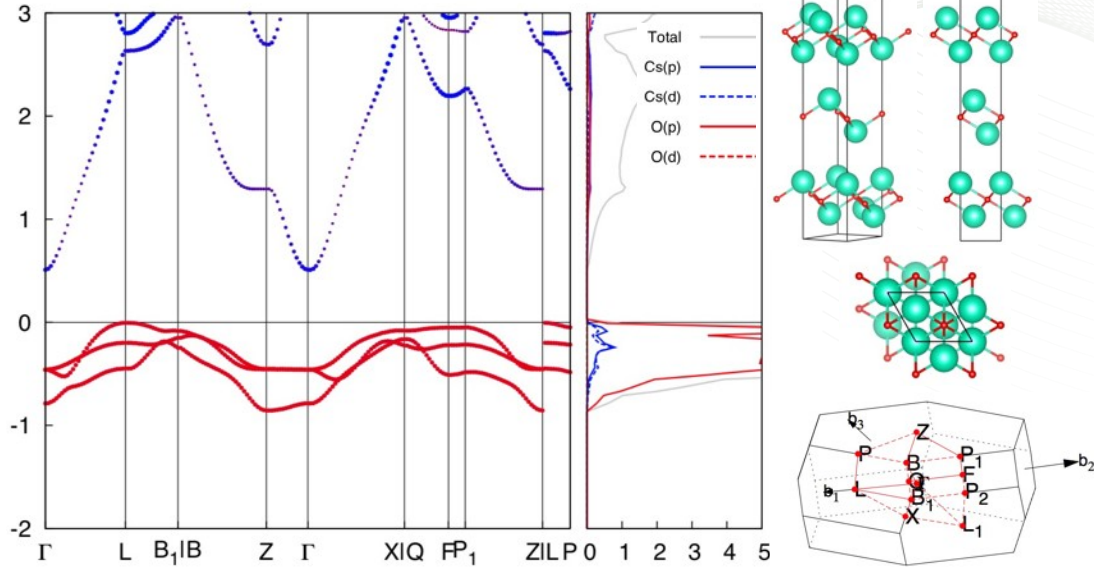 3
2
1
0
-1
-2
Γ
L
B₁|B
Z
Γ
X|Q
F
P₁
Z|L
P
Total
Cs(p)
Cs(d)
O(p)
O(d)
0
1
2
3
4
5
b₃
Z
P
B
P₁
Q
Γ
F
b₂
b₁
L
B₁
P₂
X
L₁